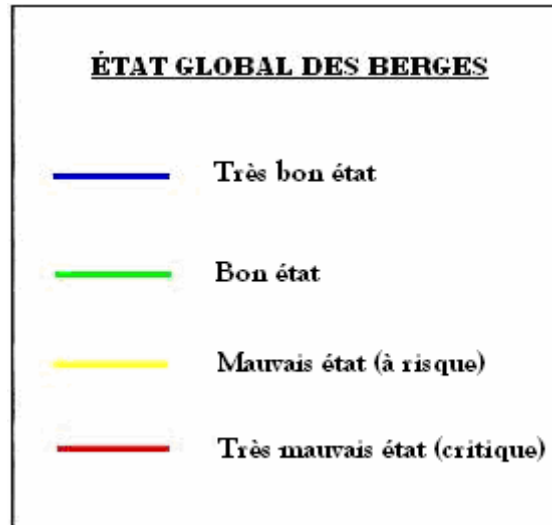 ÉTAT GLOBAL DES BERGES
Très bon état
Bon état
Mauvais état (à risque)
Très mauvais état (critique)